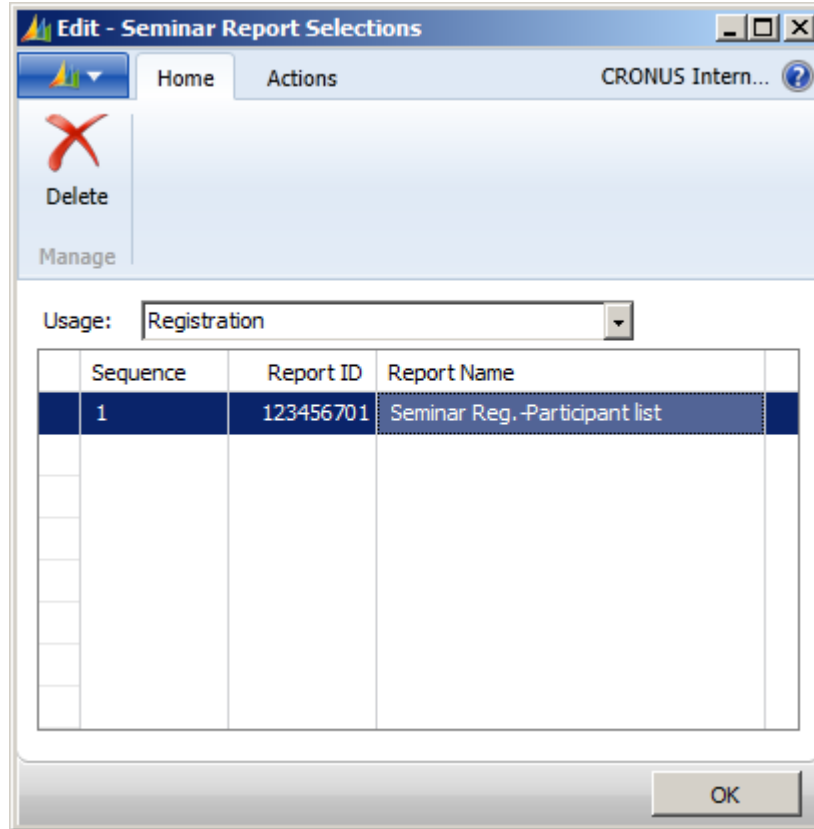 Edit - Seminar Report Selections
Home Actions CRONUS Intern...
Delete
Manage
Usage: Registration
Sequence Report ID Report Name
1 123456701 Seminar Reg.-Participant list
OK